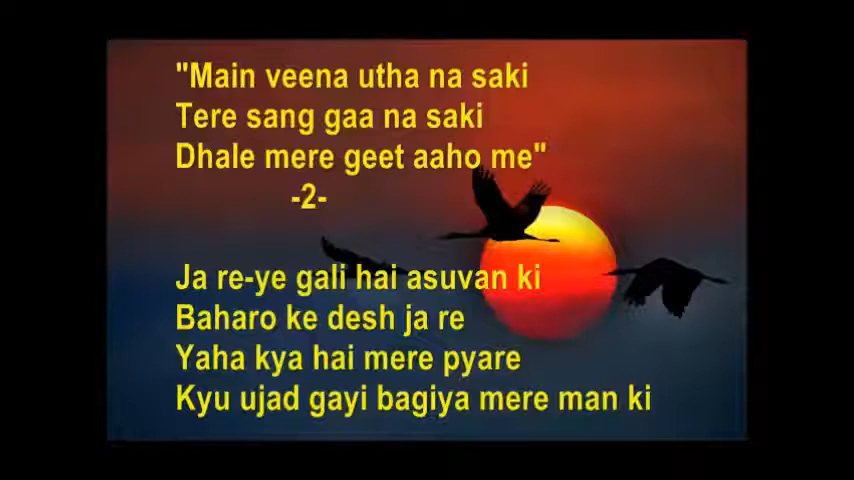 "Main veena utha na saki
Tere sang gaa na saki
Dhale mere geet aaho me"
-2-
Ja re-ye gali hai asuvan ki
Baharo ke desh ja re
Yaha kya hai mere pyare
Kyu ujad gayi bagiya mere man ki